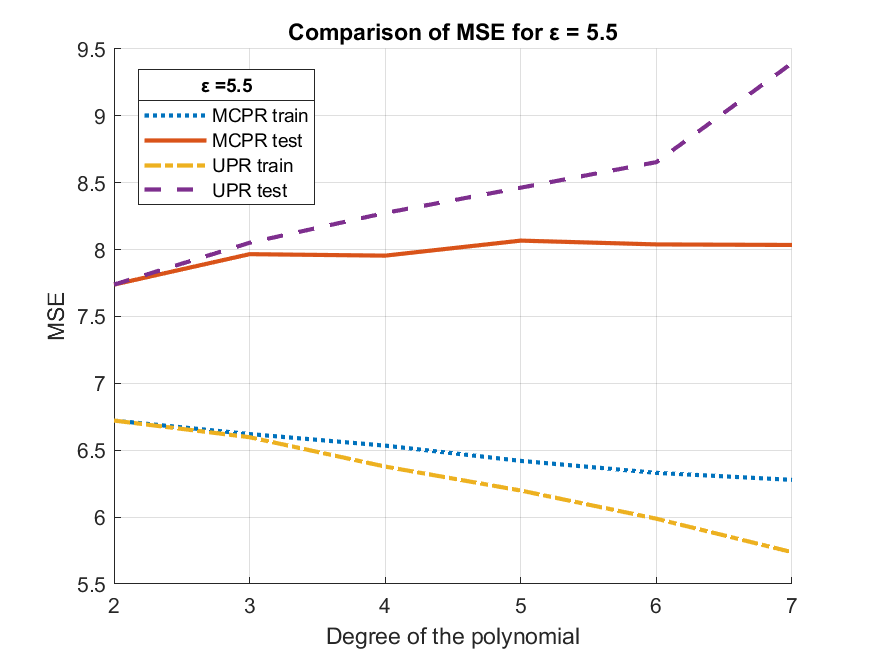 Comparison of MSE for ε = 5.5
9.5
9
8.5
8
7.5
7
6.5
6
5.5
MSE
ε =5.5
MCPR train
MCPR test
UPR train
UPR test
2 3 4 5 6 7
Degree of the polynomial